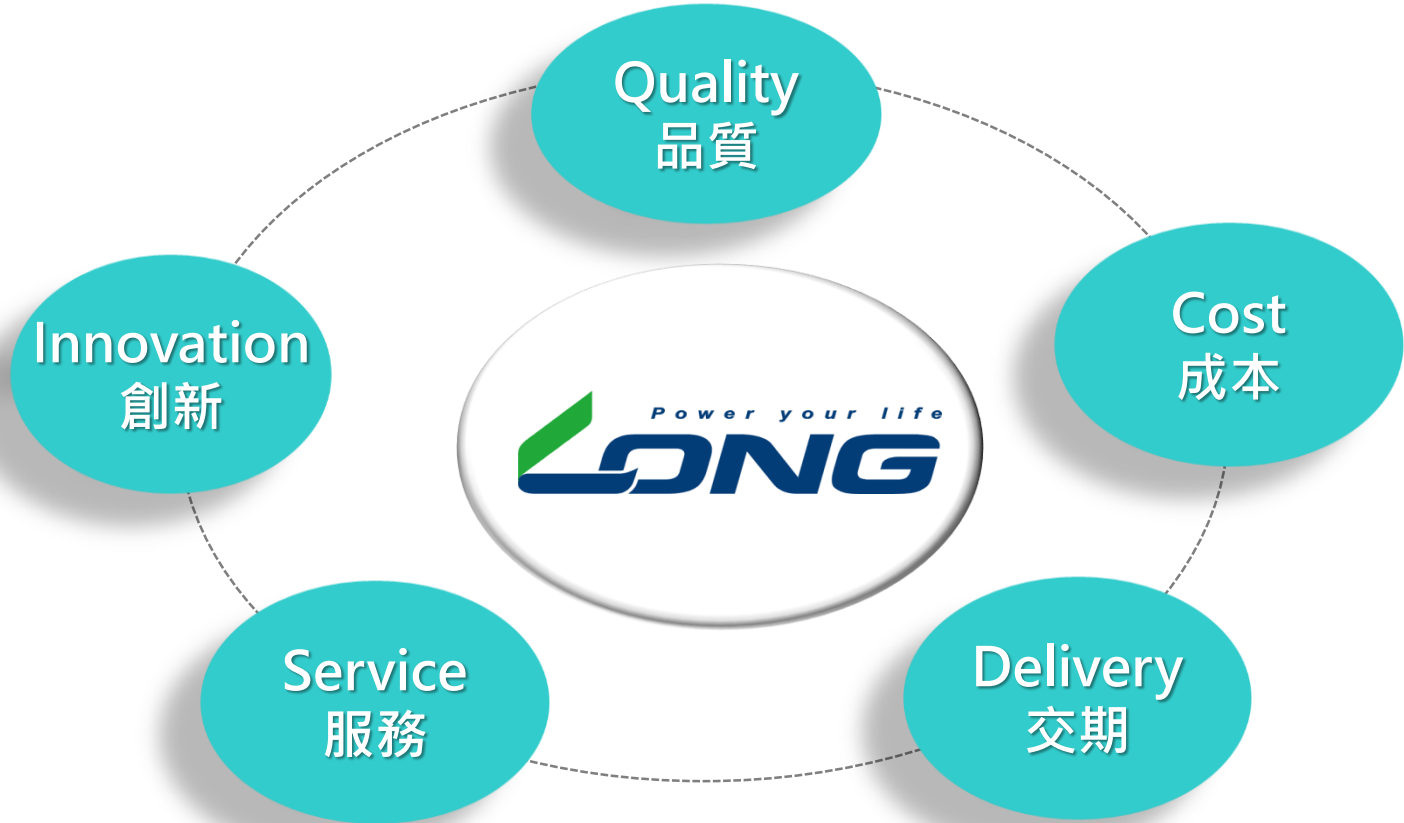 Quality
品質
Cost
成本
Innovation
創新
Power your life
LONG
Service
服務
Delivery
交期